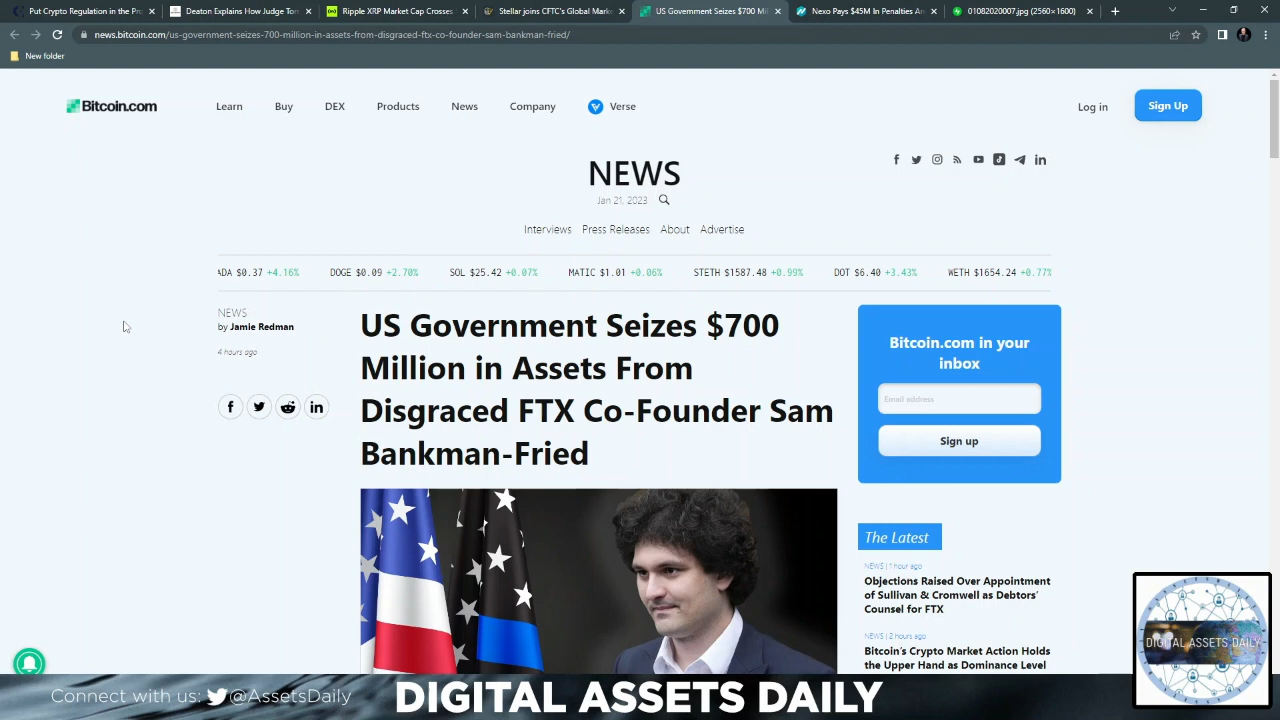 Put Crypto Regulation in the Pro
Deaton Explains How Judge Torr
Ripple XRP Market Cap Crosses
Stellar joins CFTC's Global Marke
US Government Seizes $700 Mil
Nexo Pays $45M In Penalties An
01082020007.jpg (2560×1600)
news.bitcoin.com/us-government-seizes-700-million-in-assets-from-disgraced-ftx-co-founder-sam-bankman-fried/
New folder
Bitcoin.com
Learn Buy DEX Products News Company Verse
Log in
Sign Up
NEWS
Jan 21, 2023
Interviews Press Releases About Advertise
ADA $0.37 +4.16% DOGE $0.09 +2.70% SOL $25.42 +0.07% MATIC $1.01 +0.06% STETH $1587.48 +0.99% DOT $6.40 +3.43% WETH $1654.24 +0.77%
NEWS
by Jamie Redman
4 hours ago
US Government Seizes $700
Million in Assets From
Disgraced FTX Co-Founder Sam
Bankman-Fried
Bitcoin.com in your
inbox
Email address
Sign up
The Latest
NEWS | 1 hour ago
Objections Raised Over Appointment
of Sullivan & Cromwell as Debtors'
Counsel for FTX
NEWS | 2 hours ago
Bitcoin's Crypto Market Action Holds
the Upper Hand as Dominance Level
DIGITAL ASSETS DAILY
Connect with us: @AssetsDaily
DIGITAL ASSETS DAILY